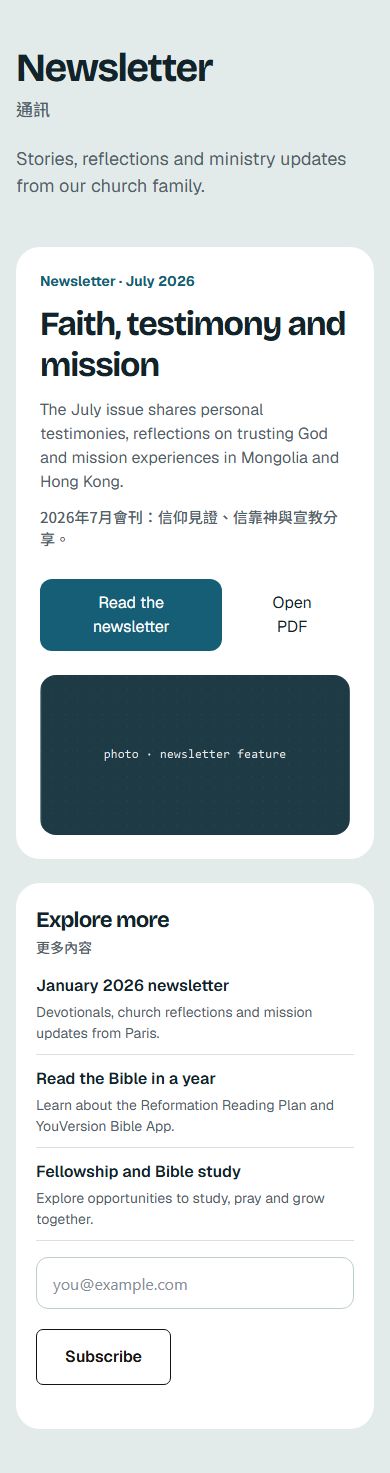 Newsletter
通訊
Stories, reflections and ministry updates
from our church family.
Newsletter · July 2026
Faith, testimony and
mission
The July issue shares personal
testimonies, reflections on trusting God
and mission experiences in Mongolia and
Hong Kong.
2026年7月會刊：信仰見證、信靠神與宣教分
享。
Read the
newsletter
Open
PDF
photo · newsletter feature
Explore more
更多內容
January 2026 newsletter
Devotionals, church reflections and mission
updates from Paris.
Read the Bible in a year
Learn about the Reformation Reading Plan and
YouVersion Bible App.
Fellowship and Bible study
Explore opportunities to study, pray and grow
together.
you@example.com
Subscribe